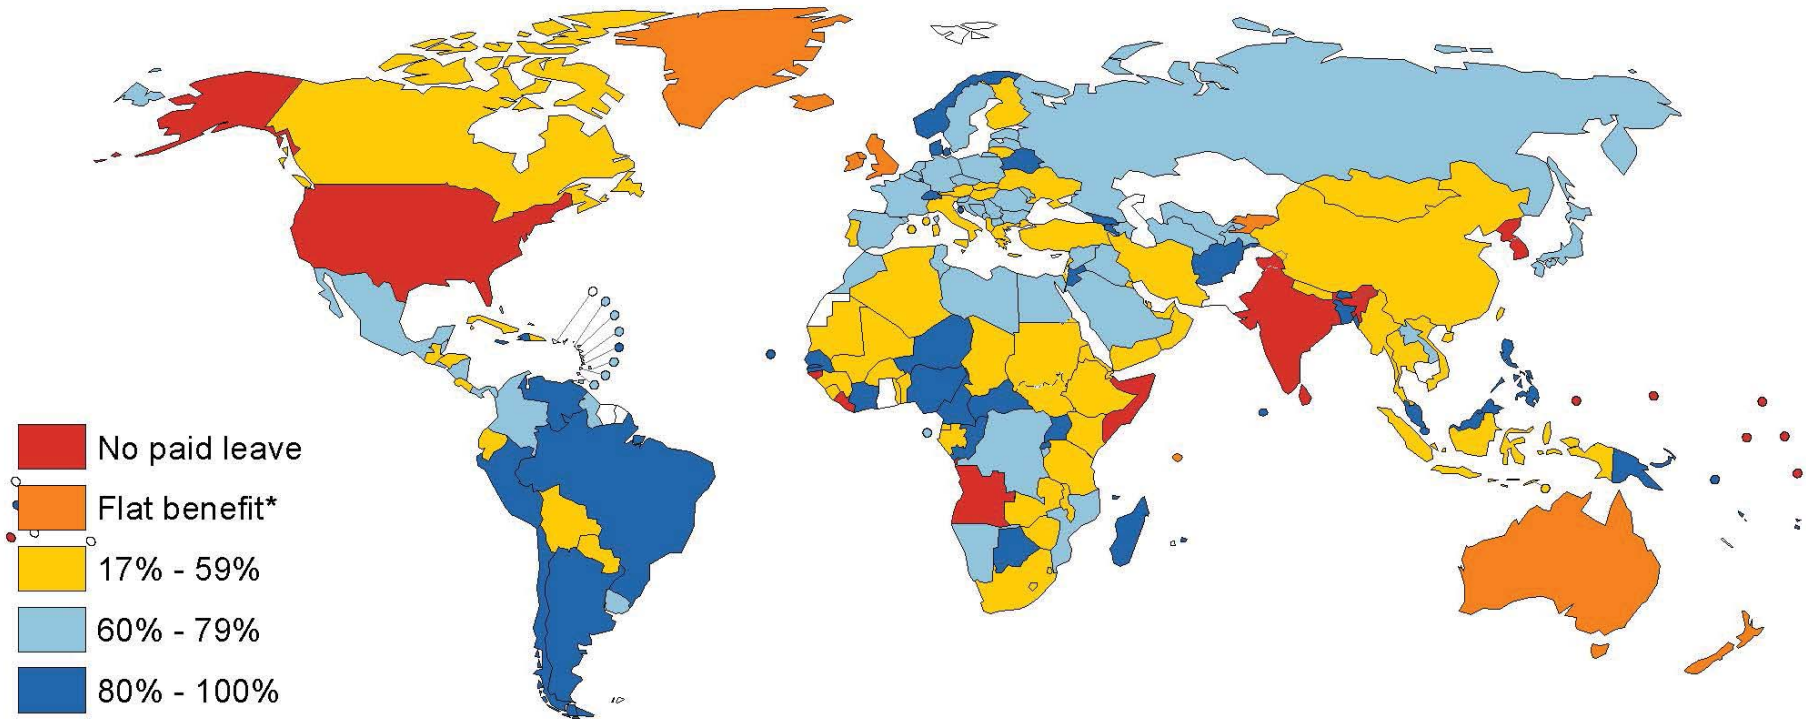 No paid leave
Flat benefit*
17% - 59%
60% - 79%
80% - 100%